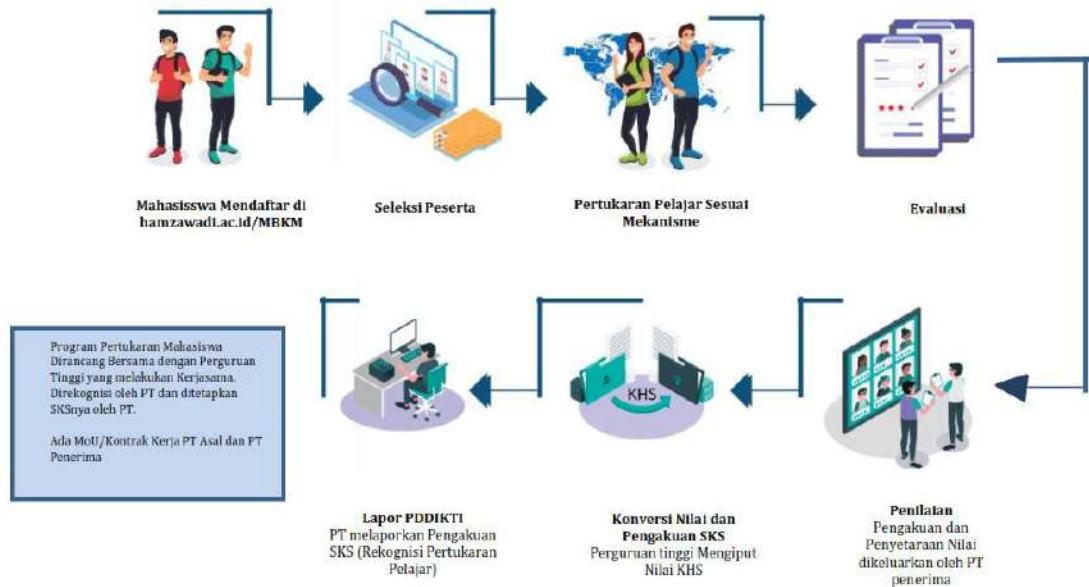 Mahasisswa Mendaftar di
hamzawadi.ac.id/MBKM
Seleksi Peserta
Pertukaran Pelajar Sesuai
Mekanisme
Evaluasi
Program Pertukaran Mahasiswa
Dirancang Bersama dengan Perguruan
Tinggi yang melakukan Kerjasama.
Direkognisi oleh PT dan ditetapkan
SKSnya oleh PT.
Ada MoU/Kontrak Kerja PT Asal dan PT
Penerima
Lapor PDDIKTI
PT melaporkan Pengakuan
SKS (Rekognisi Pertukaran
Pelajar)
KHS
Konversi Nilai dan
Pengakuan SKS
Perguruan tinggi Mengiput
Nilai KHS
Penilaian
Pengakuan dan
Penyetaraan Nilai
dikeluarkan oleh PT
penerima